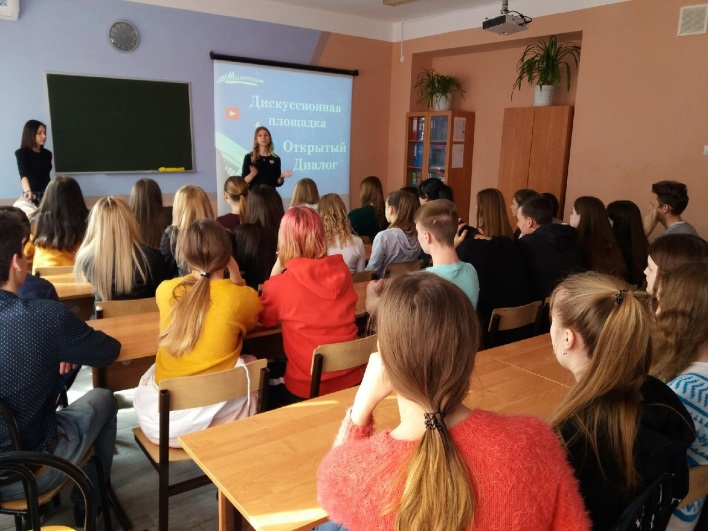 Дискуссионная
площадка
Открытый
Диалог